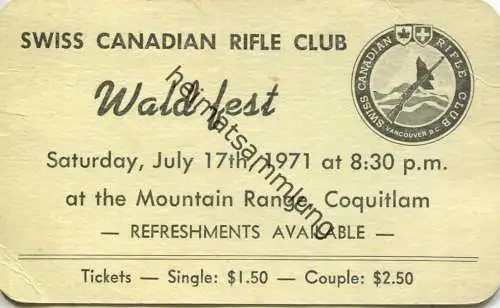 SWISS CANADIAN RIFLE CLUB
Waldfest
SWISS CANADIAN RIFLE CLUB
VANCOUVER B.C.
Saturday, July 17th, 1971 at 8:30 p.m.
at the Mountain Range, Coquitlam
— REFRESHMENTS AVAILABLE —
Tickets — Single: $1.50 — Couple: $2.50
heimatsammlung